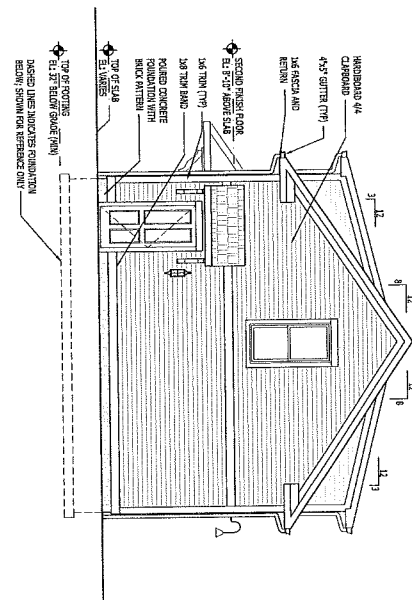 HARDIBOARD 4/4
CLAPBOARD
4"x5" GUTTER (TYP)
1x6 FASCIA AND
RETURN
SECOND FINISH FLOOR
EL: 8'-10" ABOVE SLAB
1x6 TRIM (TYP)
1x8 TRIM BAND
POURED CONCRETE
FOUNDATION WITH
BRICK PATTERN
TOP OF SLAB
EL: VARIES
TOP OF FOOTING
EL: 32" BELOW GRADE (MIN)
DASHED LINES INDICATES FOUNDATION
BELOW; SHOWN FOR REFERENCE ONLY
3
12
8
8
12
3